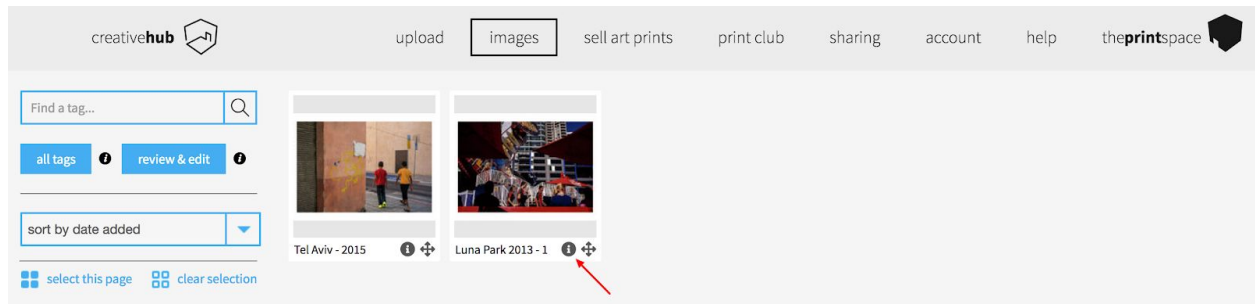 creativehub
upload images sell art prints print club sharing account help theprintspace
Find a tag...
all tags i review & edit i
sort by date added
select this page clear selection
Tel Aviv - 2015 i
Luna Park 2013 - 1 i